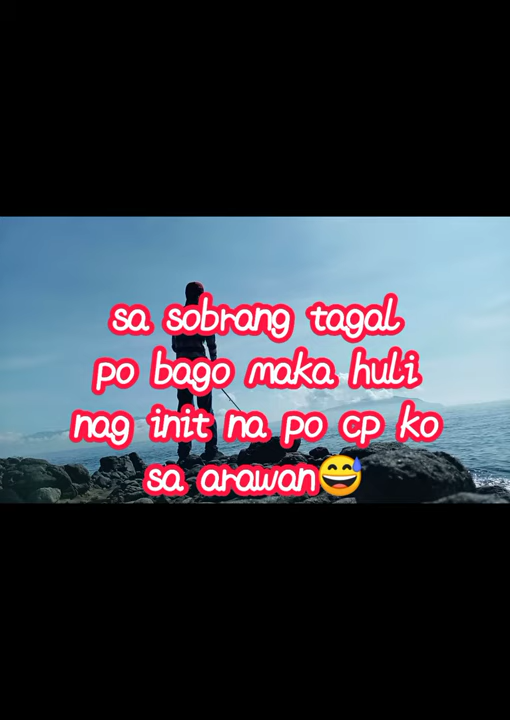 sa sobrang tagal
po bago maka huli
nag init na po cp ko
sa arawan😅